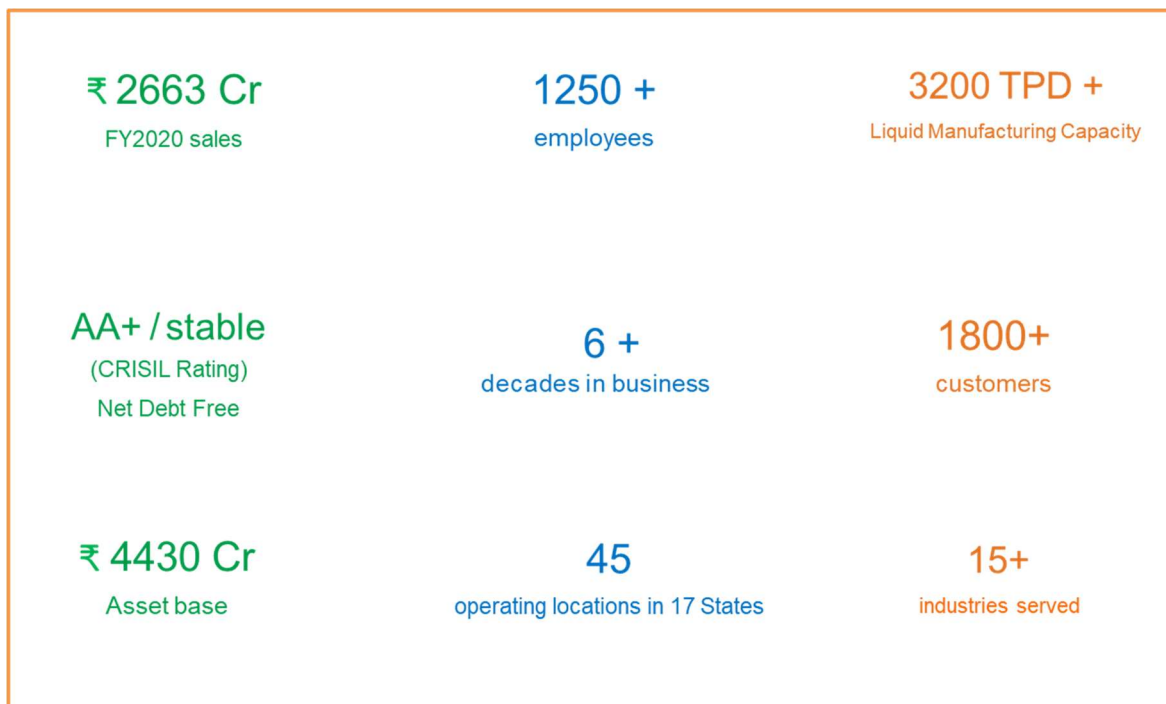 ₹ 2663 Cr
FY2020 sales
1250 +
employees
3200 TPD +
Liquid Manufacturing Capacity
AA+ / stable
(CRISIL Rating)
Net Debt Free
6 +
decades in business
1800+
customers
₹ 4430 Cr
Asset base
45
operating locations in 17 States
15+
industries served